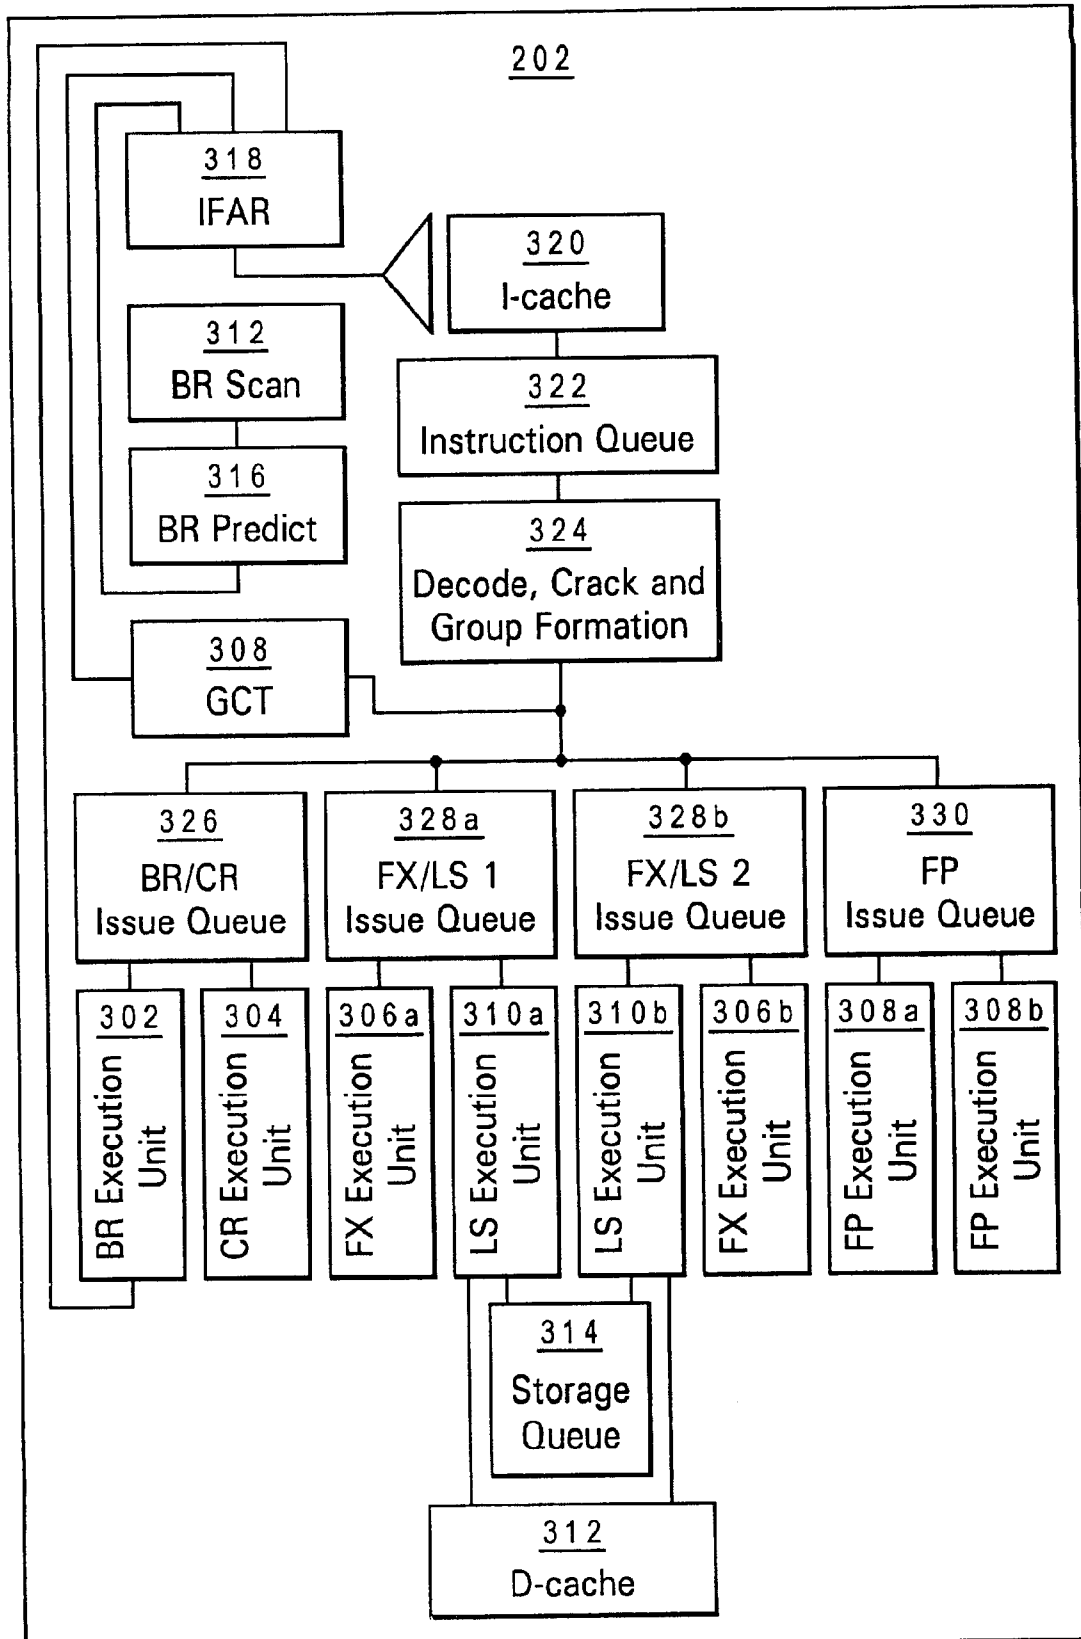 202
318
IFAR
320
I-cache
312
BR Scan
322
Instruction Queue
316
BR Predict
324
Decode, Crack and
Group Formation
308
GCT
326
BR/CR
Issue Queue
328a
FX/LS 1
Issue Queue
328b
FX/LS 2
Issue Queue
330
FP
Issue Queue
302
BR Execution
Unit
304
CR Execution
Unit
306a
FX Execution
Unit
310a
LS Execution
Unit
310b
LS Execution
Unit
306b
FX Execution
Unit
308a
FP Execution
Unit
308b
FP Execution
Unit
314
Storage
Queue
312
D-cache